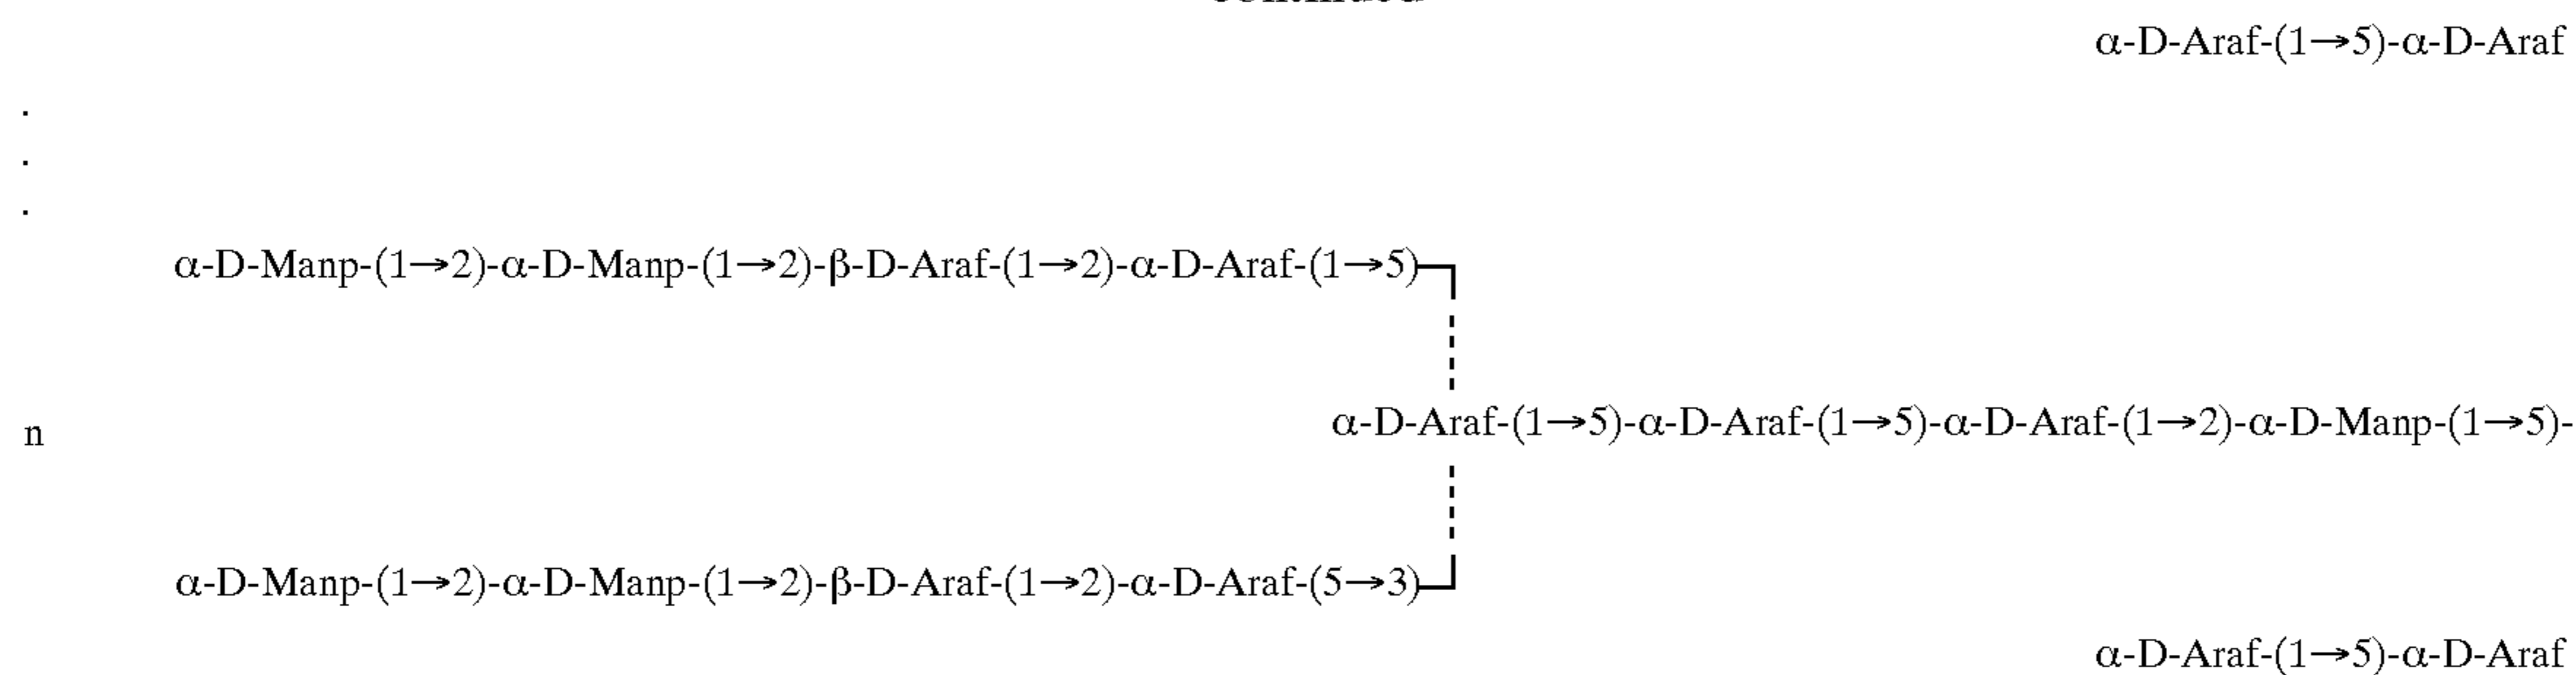 α-D-Araf-(1→5)-α-D-Araf
.
.
.
α-D-Manp-(1→2)-α-D-Manp-(1→2)-β-D-Araf-(1→2)-α-D-Araf-(1→5)
n α-D-Araf-(1→5)-α-D-Araf-(1→5)-α-D-Araf-(1→2)-α-D-Manp-(1→5)-
α-D-Manp-(1→2)-α-D-Manp-(1→2)-β-D-Araf-(1→2)-α-D-Araf-(5→3)
α-D-Araf-(1→5)-α-D-Araf